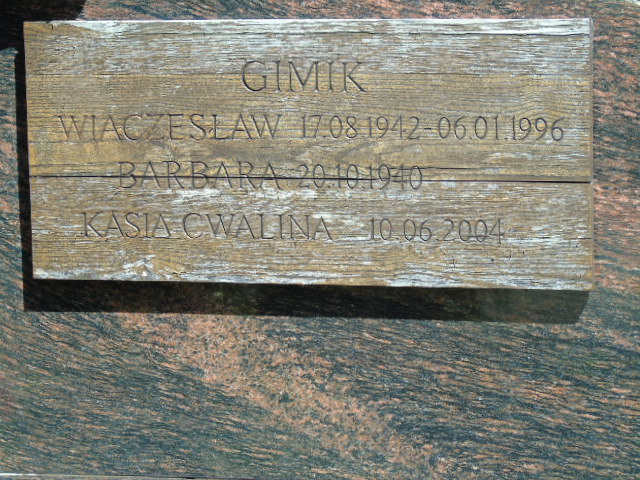 GIMIK
WIACZESŁAW 17.08.1942-06.01.1996
BARBARA 20.10.1940
KASIA CWALINA 10.06.2004